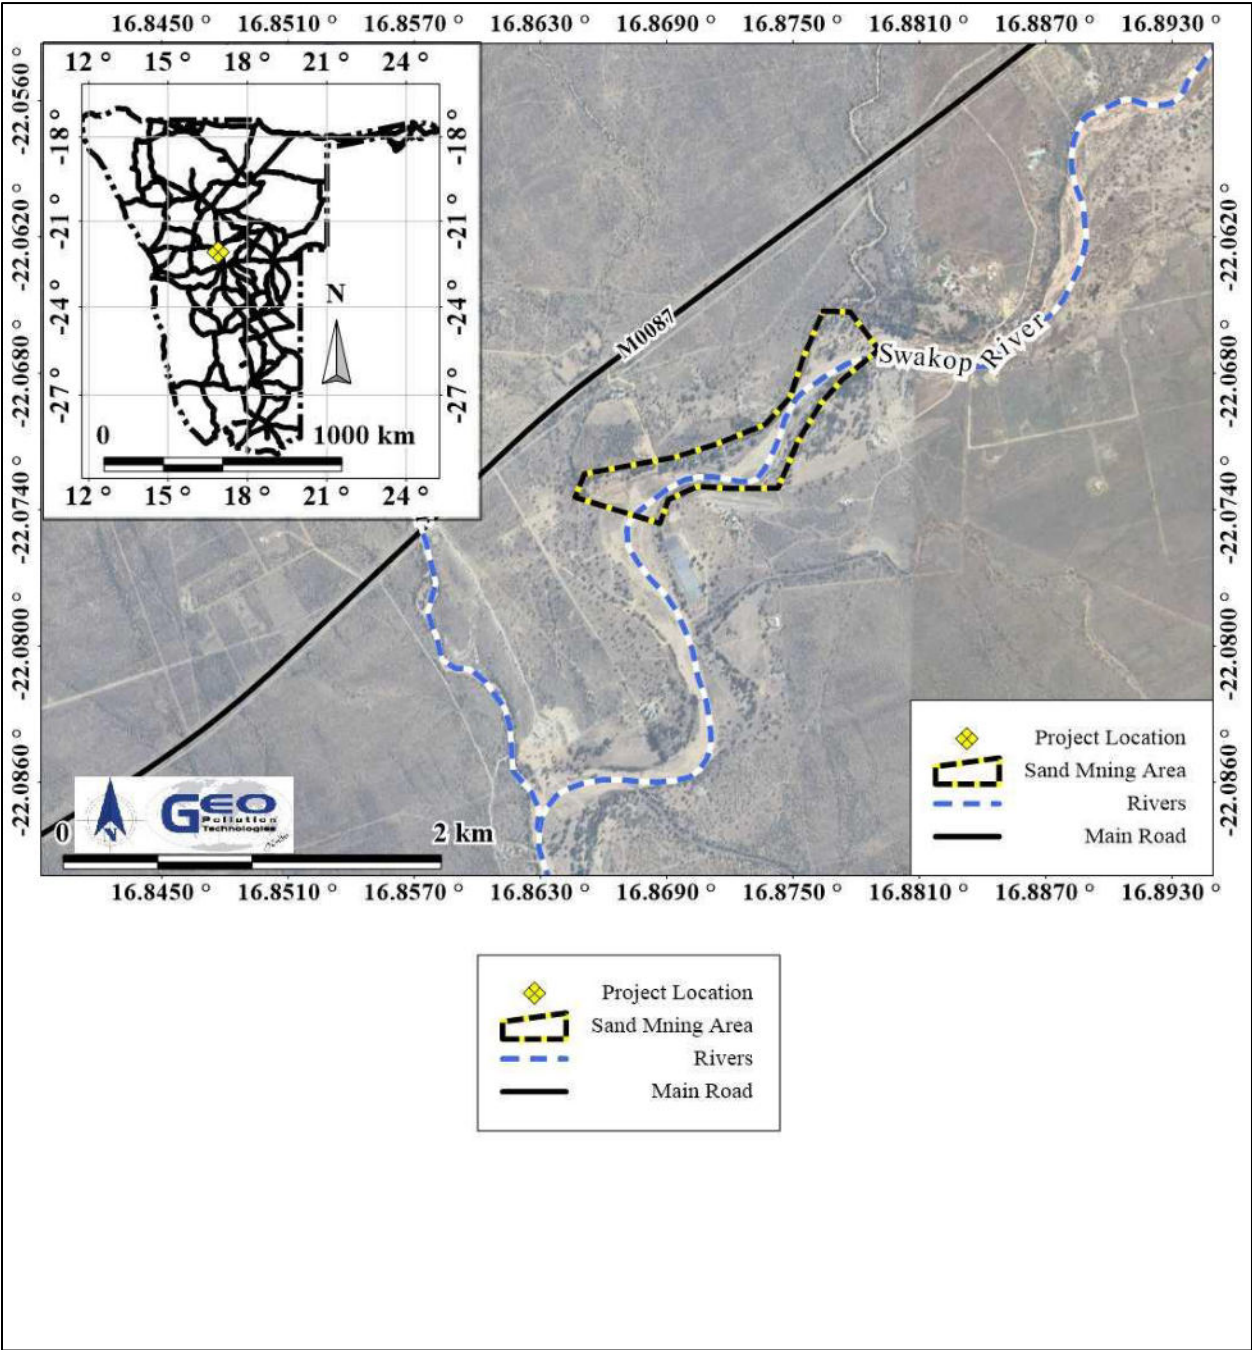 16.8450 ° 16.8510 ° 16.8570 ° 16.8630 ° 16.8690 ° 16.8750 ° 16.8810 ° 16.8870 ° 16.8930 °
12 ° 15 ° 18 ° 21 ° 24 °
-18 ° -21 ° -24 ° -27 °
-18 ° -21 ° -24 ° -27 °
N
0 1000 km
12 ° 15 ° 18 ° 21 ° 24 °
-22.0560 ° -22.0620 ° -22.0680 ° -22.0740 ° -22.0800 ° -22.0860 °
M0087
Swakop River
-22.0620 ° -22.0680 ° -22.0740 ° -22.0800 ° -22.0860 °
Project Location
Sand Mning Area
Rivers
Main Road
N
GEO
Pollution
Technologies
0 2 km
16.8450 ° 16.8510 ° 16.8570 ° 16.8630 ° 16.8690 ° 16.8750 ° 16.8810 ° 16.8870 ° 16.8930 °
Project Location
Sand Mning Area
Rivers
Main Road